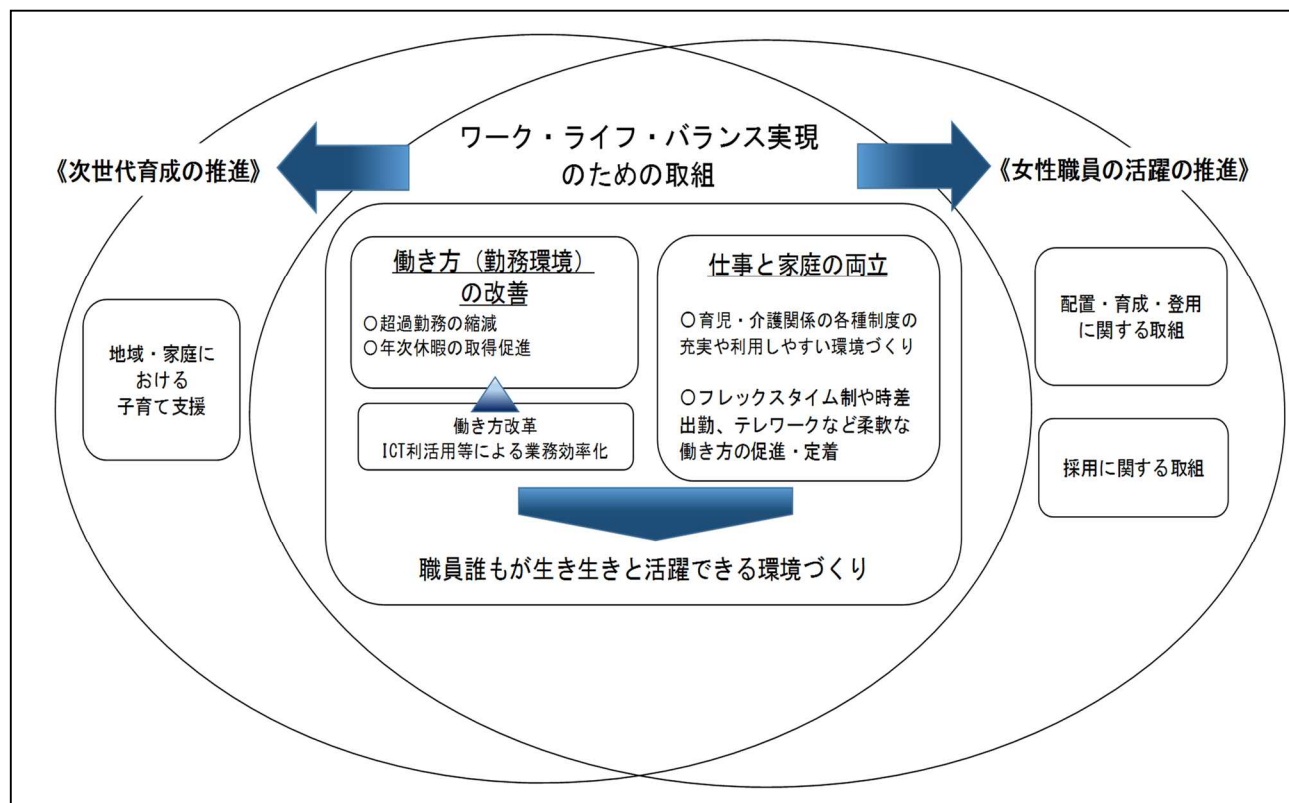 ワーク・ライフ・バランス実現
のための取組
《次世代育成の推進》
《女性職員の活躍の推進》
地域・家庭に
おける
子育て支援
働き方（勤務環境）
の改善
○超過勤務の縮減
○年次休暇の取得促進
働き方改革
ICT利活用等による業務効率化
仕事と家庭の両立
○育児・介護関係の各種制度の
充実や利用しやすい環境づくり
○フレックスタイム制や時差
出勤、テレワークなど柔軟な
働き方の促進・定着
職員誰もが生き生きと活躍できる環境づくり
配置・育成・登用
に関する取組
採用に関する取組